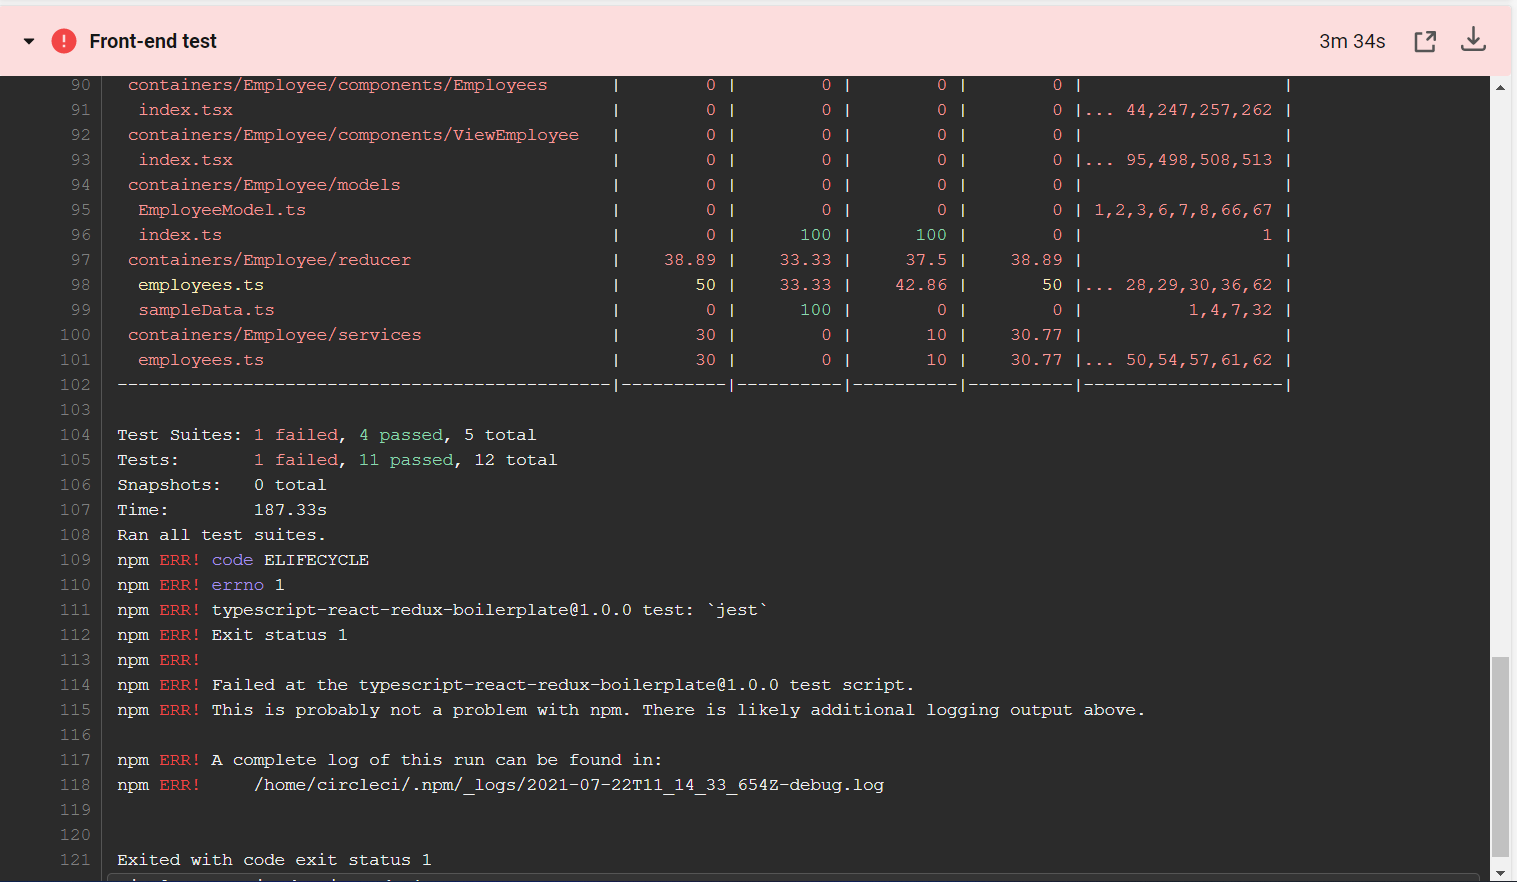 Front-end test 3m 34s
90 containers/Employee/components/Employees | 0 | 0 | 0 | 0 | |
91 index.tsx | 0 | 0 | 0 | 0 |... 44,247,257,262 |
92 containers/Employee/components/ViewEmployee | 0 | 0 | 0 | 0 | |
93 index.tsx | 0 | 0 | 0 | 0 |... 95,498,508,513 |
94 containers/Employee/models | 0 | 0 | 0 | 0 | |
95 EmployeeModel.ts | 0 | 0 | 0 | 0 | 1,2,3,6,7,8,66,67 |
96 index.ts | 0 | 100 | 100 | 0 | 1 |
97 containers/Employee/reducer | 38.89 | 33.33 | 37.5 | 38.89 | |
98 employees.ts | 50 | 33.33 | 42.86 | 50 |... 28,29,30,36,62 |
99 sampleData.ts | 0 | 100 | 0 | 0 | 1,4,7,32 |
100 containers/Employee/services | 30 | 0 | 10 | 30.77 | |
101 employees.ts | 30 | 0 | 10 | 30.77 |... 50,54,57,61,62 |
102 -----------------------------------------------|----------|----------|----------|----------|-------------------|
103
104 Test Suites: 1 failed, 4 passed, 5 total
105 Tests: 1 failed, 11 passed, 12 total
106 Snapshots: 0 total
107 Time: 187.33s
108 Ran all test suites.
109 npm ERR! code ELIFECYCLE
110 npm ERR! errno 1
111 npm ERR! typescript-react-redux-boilerplate@1.0.0 test: `jest`
112 npm ERR! Exit status 1
113 npm ERR!
114 npm ERR! Failed at the typescript-react-redux-boilerplate@1.0.0 test script.
115 npm ERR! This is probably not a problem with npm. There is likely additional logging output above.
116
117 npm ERR! A complete log of this run can be found in:
118 npm ERR! /home/circleci/.npm/_logs/2021-07-22T11_14_33_654Z-debug.log
119
120
121 Exited with code exit status 1